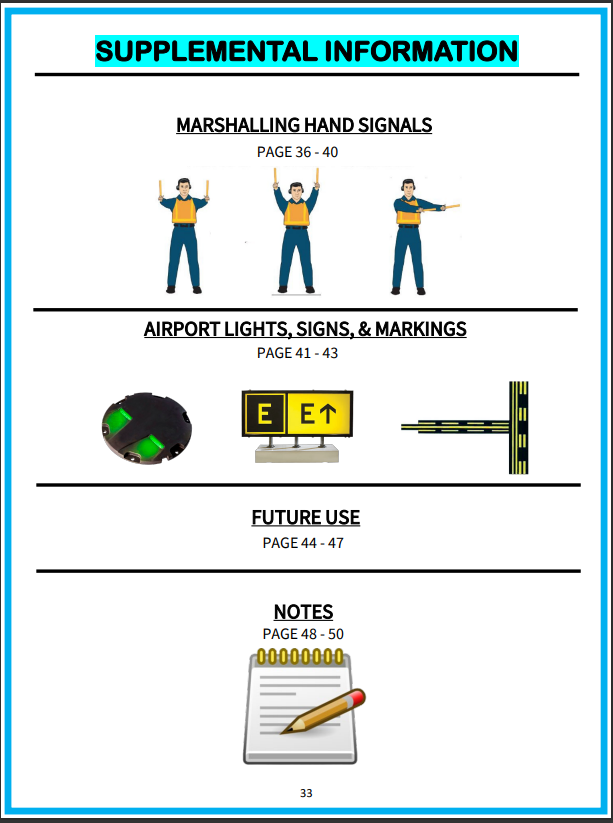 SUPPLEMENTAL INFORMATION
MARSHALLING HAND SIGNALS
PAGE 36 - 40
AIRPORT LIGHTS, SIGNS, & MARKINGS
PAGE 41 - 43
E E↑
FUTURE USE
PAGE 44 - 47
NOTES
PAGE 48 - 50
33